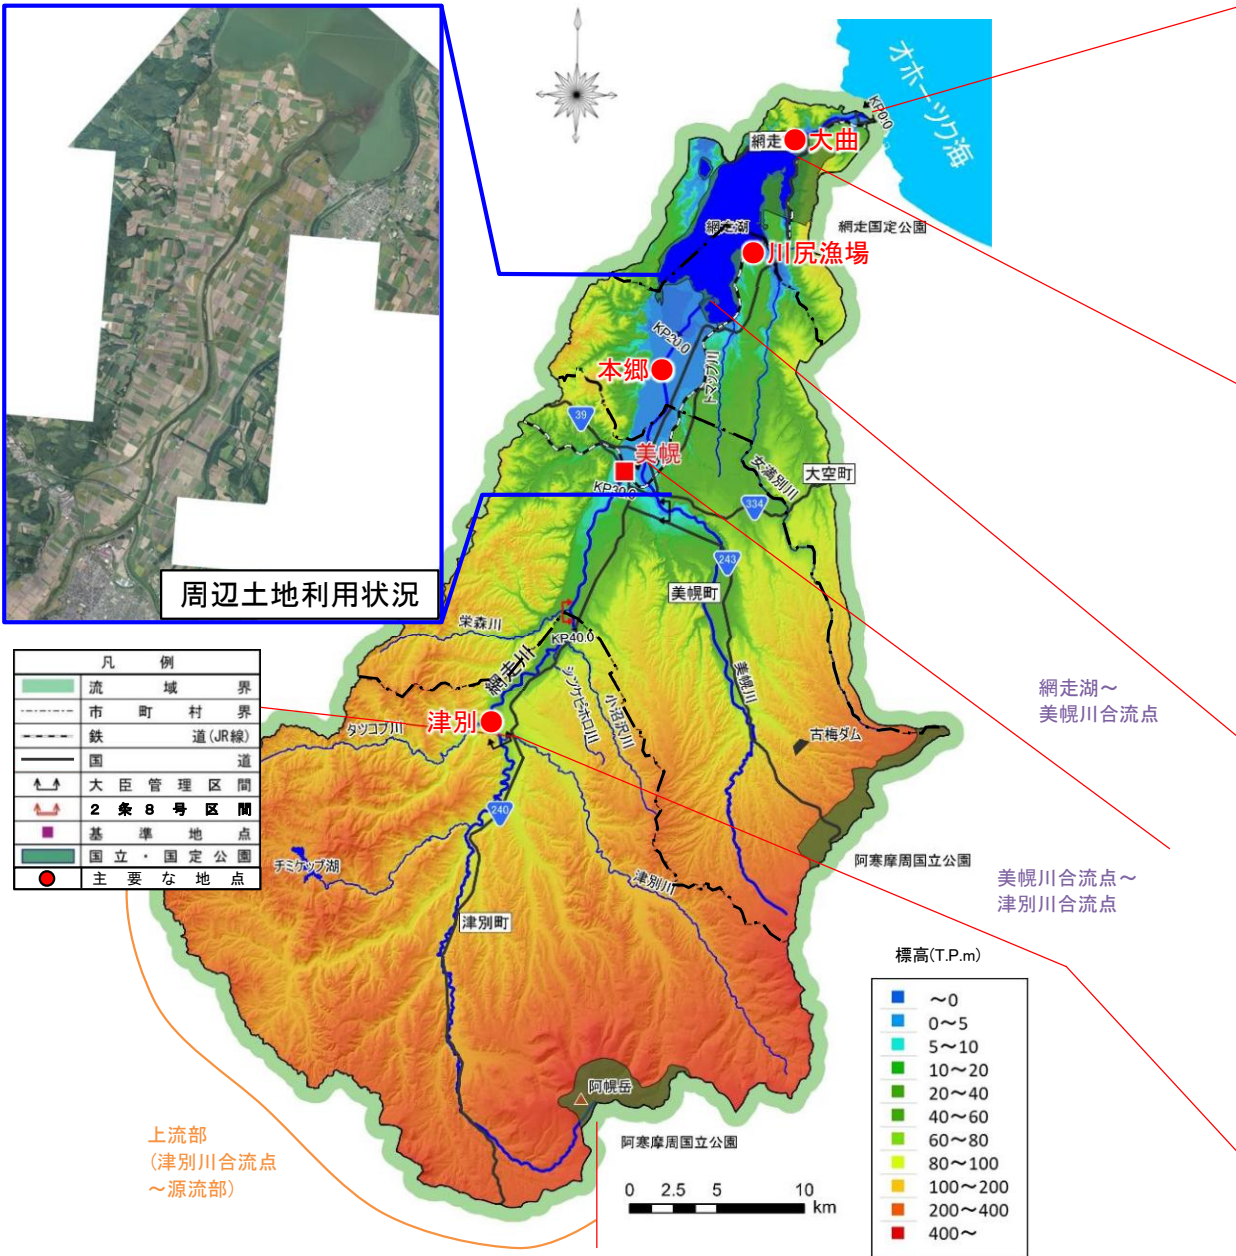 オホーツク海
KP0.0
網走
大曲
網走国定公園
網走湖
川尻漁場
KP20.0
本郷
トマップ川
39
美幌
女満別川
大空町
KP30.0
334
243
周辺土地利用状況
美幌町
栄森川
KP40.0
網走川
美幌川
網走湖～
美幌川合流点
凡例
流域界
市町村界
鉄道(JR線)
国道
大臣管理区間
2条8号区間
基準地点
国立・国定公園
主要な地点
タツコブ川
津別
シンケピホロ川
小沼沢川
古梅ダム
240
チミケップ湖
津別川
阿寒摩周国立公園
美幌川合流点～
津別川合流点
津別町
標高(T.P.m)
～0
0～5
5～10
10～20
20～40
40～60
60～80
80～100
100～200
200～400
400～
阿幌岳
阿寒摩周国立公園
上流部
(津別川合流点
～源流部)
0 2.5 5 10
km